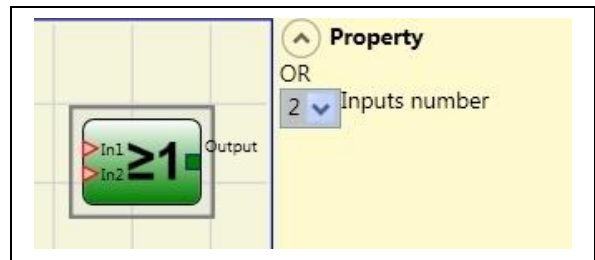 Property
OR
2 Inputs number
In1 ≥1 Output
In2